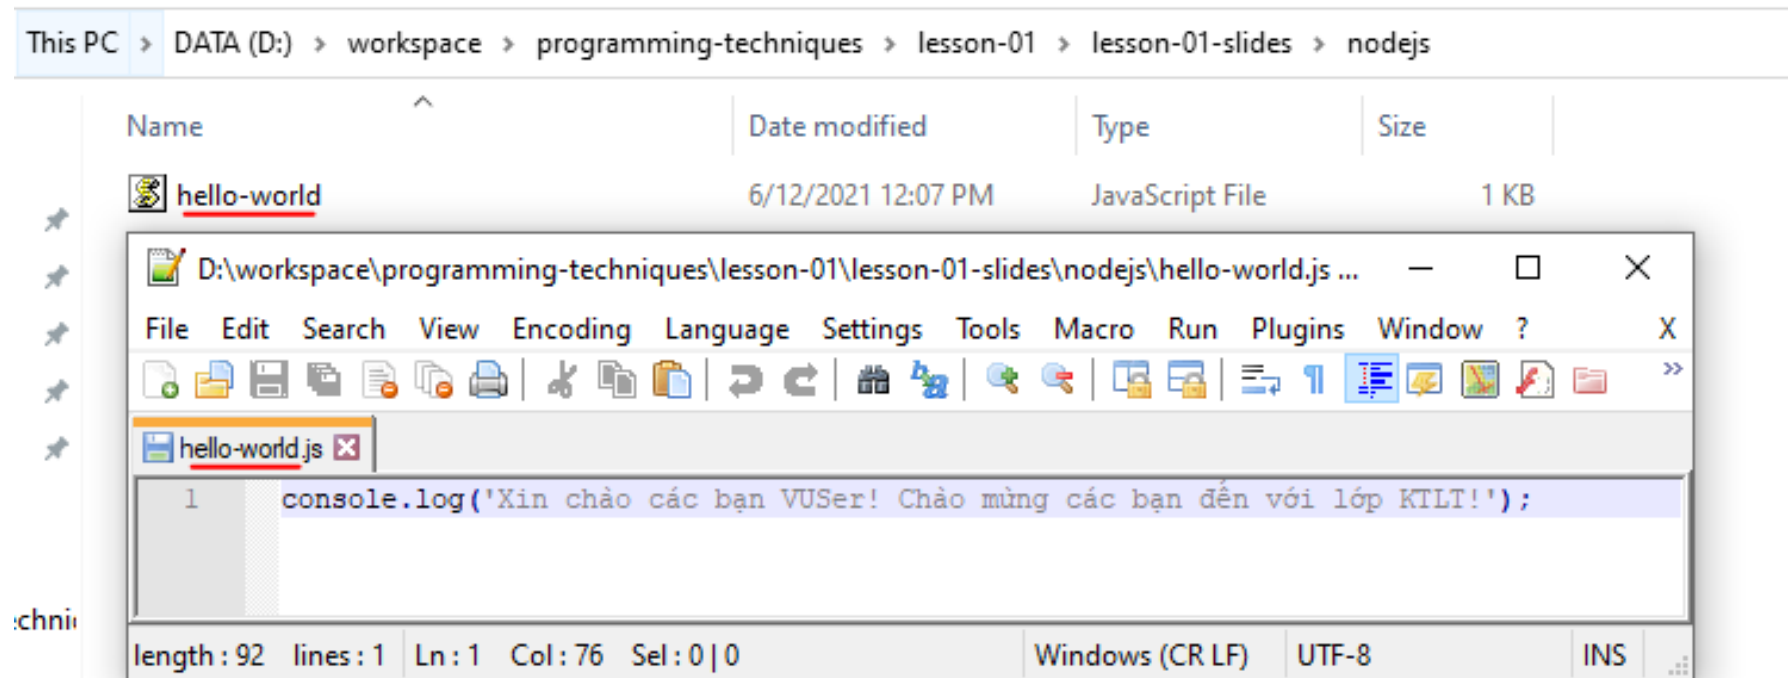 This PC > DATA (D:) > workspace > programming-techniques > lesson-01 > lesson-01-slides > nodejs
Name Date modified Type Size
hello-world 6/12/2021 12:07 PM JavaScript File 1 KB
D:\workspace\programming-techniques\lesson-01\lesson-01-slides\nodejs\hello-world.js ...
File Edit Search View Encoding Language Settings Tools Macro Run Plugins Window ? X
hello-world.js
1 console.log('Xin chào các bạn VUSer! Chào mừng các bạn đến với lớp KTLT!');
length : 92 lines : 1 Ln : 1 Col : 76 Sel : 0 | 0 Windows (CR LF) UTF-8 INS